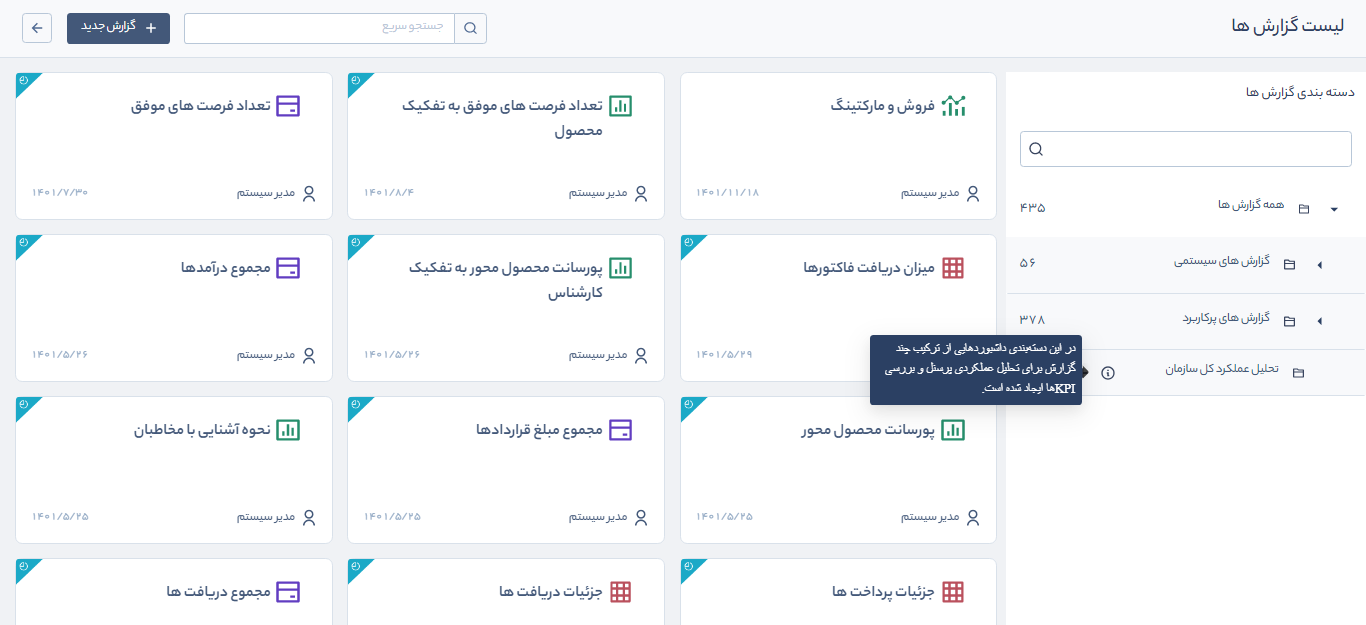 لیست گزارش ها
جستجو سریع
گزارش جدید
دسته بندی گزارش ها
همه گزارش ها
۴۳۵
گزارش های سیستمی
۵۶
گزارش های پرکاربرد
۳۷۸
تحلیل عملکرد کل سازمان
در این دسته‌بندی داشبوردهایی از ترکیب چند
گزارش برای تحلیل عملکردی پرسنل و بررسی
KPIها ایجاد شده است.
فروش و مارکتینگ
مدیر سیستم
۱۴۰۱/۱۱/۱۸
تعداد فرصت های موفق به تفکیک
محصول
مدیر سیستم
۱۴۰۱/۸/۴
تعداد فرصت های موفق
مدیر سیستم
۱۴۰۱/۷/۳۰
میزان دریافت فاکتورها
۱۴۰۱/۵/۲۹
پورسانت محصول محور به تفکیک
کارشناس
مدیر سیستم
۱۴۰۱/۵/۲۶
مجموع درآمدها
مدیر سیستم
۱۴۰۱/۵/۲۶
پورسانت محصول محور
مدیر سیستم
۱۴۰۱/۵/۲۵
مجموع مبلغ قراردادها
مدیر سیستم
۱۴۰۱/۵/۲۵
نحوه آشنایی با مخاطبان
مدیر سیستم
۱۴۰۱/۵/۲۵
جزئیات پرداخت ها
جزئیات دریافت ها
مجموع دریافت ها